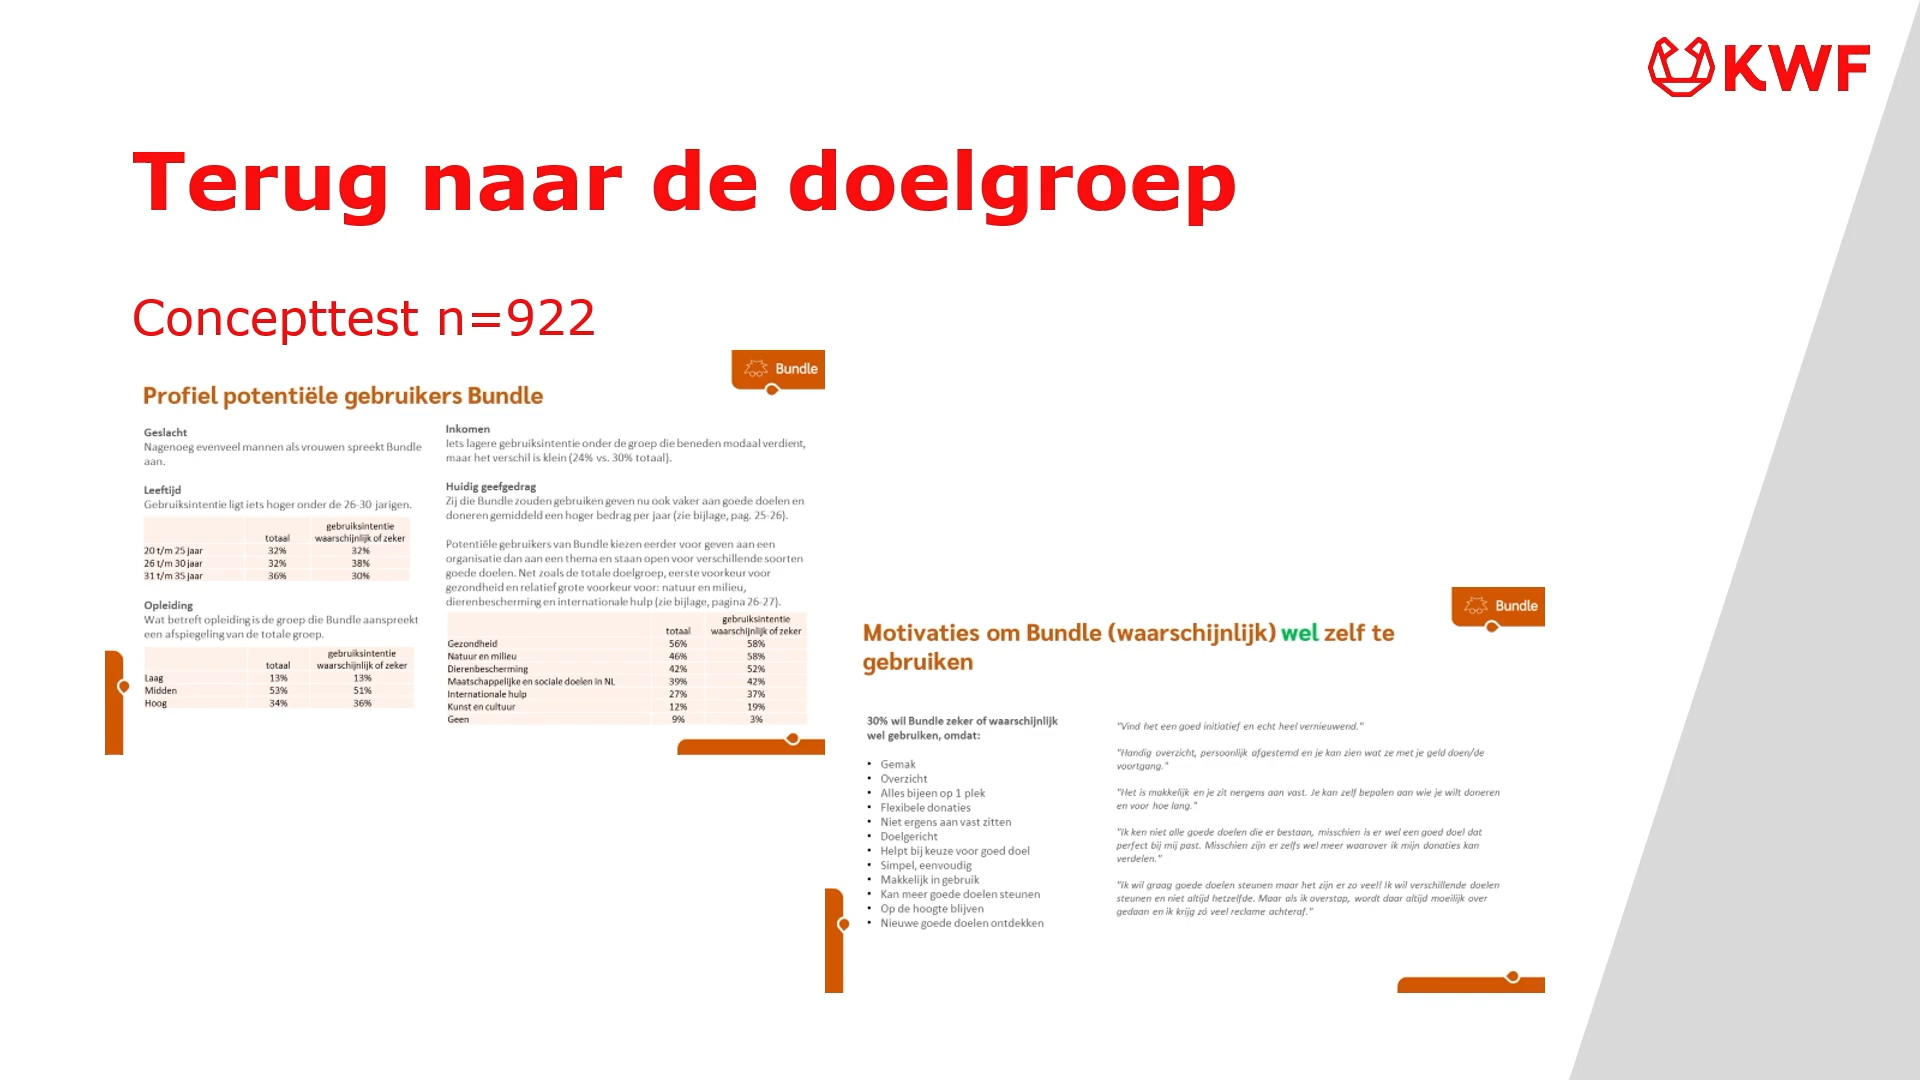 KWF
Terug naar de doelgroep
Concepttest n=922
Bundle
Profiel potentiële gebruikers Bundle
Geslacht
Nagenoeg evenveel mannen als vrouwen spreekt Bundle
aan.
Leeftijd
Gebruiksintentie ligt iets hoger onder de 26-30 jarigen.
gebruiksintentie
totaal waarschijnlijk of zeker
20 t/m 25 jaar 32% 32%
26 t/m 30 jaar 32% 38%
31 t/m 35 jaar 36% 30%
Opleiding
Wat betreft opleiding is de groep die Bundle aanspreekt
een afspiegeling van de totale groep.
gebruiksintentie
totaal waarschijnlijk of zeker
Laag 13% 13%
Midden 53% 51%
Hoog 34% 36%
Inkomen
Iets lagere gebruiksintentie onder de groep die beneden modaal verdient,
maar het verschil is klein (24% vs. 30% totaal).
Huidig geefgedrag
Zij die Bundle zouden gebruiken geven nu ook vaker aan goede doelen en
doneren gemiddeld een hoger bedrag per jaar (zie bijlage, pag. 25-26).
Potentiële gebruikers van Bundle kiezen eerder voor geven aan een
organisatie dan aan een thema en staan open voor verschillende soorten
goede doelen. Net zoals de totale doelgroep, eerste voorkeur voor
gezondheid en relatief grote voorkeur voor: natuur en milieu,
dierenbescherming en internationale hulp (zie bijlage, pagina 26-27).
gebruiksintentie
totaal waarschijnlijk of zeker
Gezondheid 56% 58%
Natuur en milieu 46% 58%
Dierenbescherming 42% 52%
Maatschappelijke en sociale doelen in NL 39% 42%
Internationale hulp 27% 37%
Kunst en cultuur 12% 19%
Geen 9% 3%
Bundle
Motivaties om Bundle (waarschijnlijk) wel zelf te
gebruiken
30% wil Bundle zeker of waarschijnlijk
wel gebruiken, omdat:
• Gemak
• Overzicht
• Alles bijeen op 1 plek
• Flexibele donaties
• Niet ergens aan vast zitten
• Doelgericht
• Helpt bij keuze voor goed doel
• Simpel, eenvoudig
• Makkelijk in gebruik
• Kan meer goede doelen steunen
• Op de hoogte blijven
• Nieuwe goede doelen ontdekken
"Vind het een goed initiatief en echt heel vernieuwend."
"Handig overzicht, persoonlijk afgestemd en je kan zien wat ze met je geld doen/de
voortgang."
"Het is makkelijk en je zit nergens aan vast. Je kan zelf bepalen aan wie je wilt doneren
en voor hoe lang."
"Ik ken niet alle goede doelen die er bestaan, misschien is er wel een goed doel dat
perfect bij mij past. Misschien zijn er zelfs wel meer waarover ik mijn donaties kan
verdelen."
"Ik wil graag goede doelen steunen maar het zijn er zo veel! Ik wil verschillende doelen
steunen en niet altijd hetzelfde. Maar als ik overstap, wordt daar altijd moeilijk over
gedaan en ik krijg zó veel reclame achteraf."